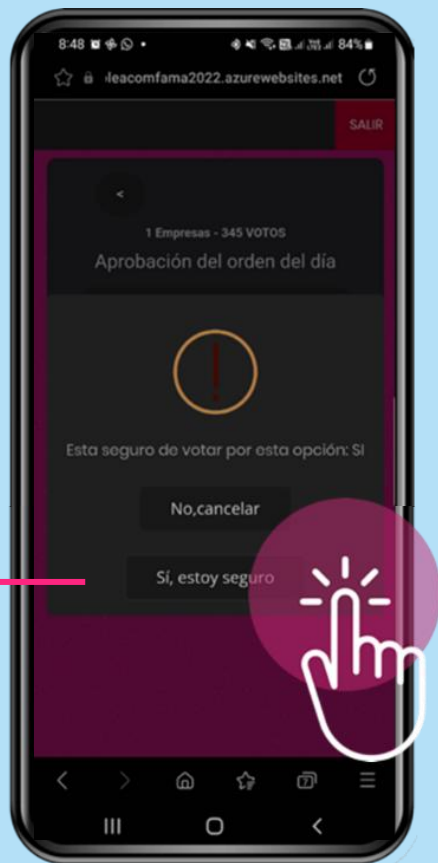 8:48 84%
leacomfama2022.azurewebsites.net
SALIR
<
1 Empresas - 345 VOTOS
Aprobación del orden del día
!
Esta seguro de votar por esta opción: SI
No,cancelar
Sí, estoy seguro
7